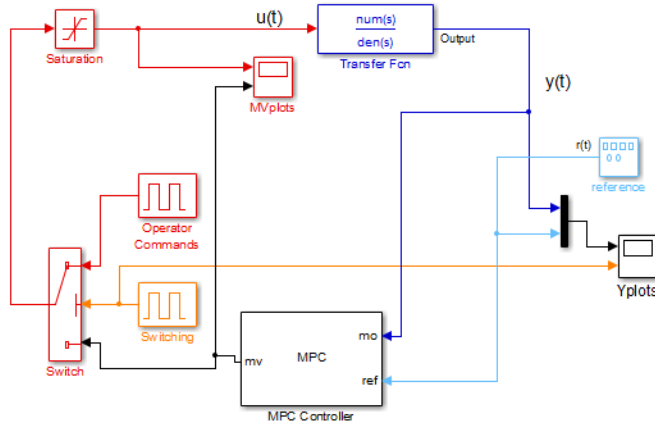 u(t)
num(s)
den(s)
Output
Saturation
Transfer Fcn
MVplots
y(t)
r(t)
reference
Operator
Commands
Yplots
Switching
Switch
MPC
mo
mv
ref
MPC Controller